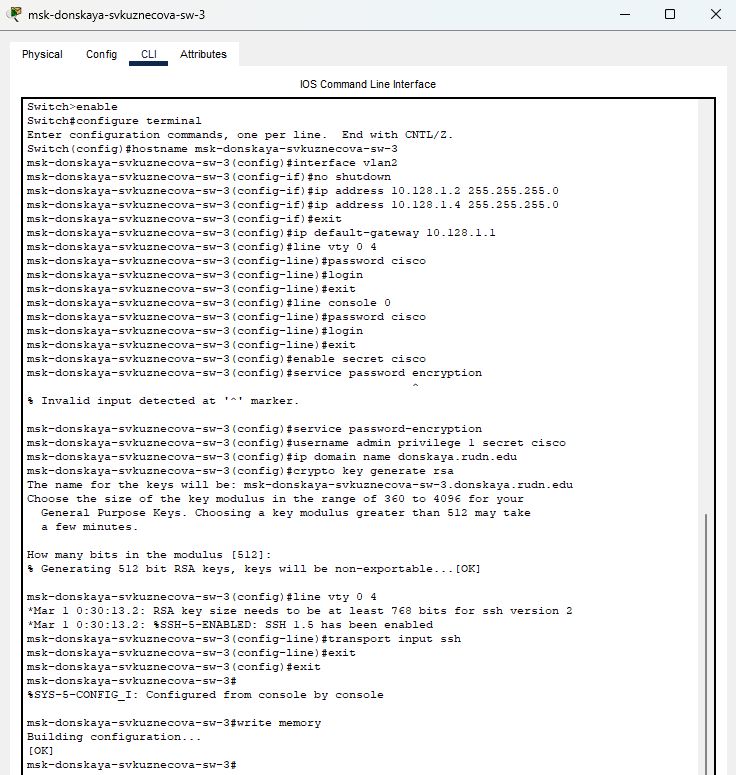 msk-donskaya-svkuznecova-sw-3
Physical Config CLI Attributes
IOS Command Line Interface
Switch>enable
Switch#configure terminal
Enter configuration commands, one per line.  End with CNTL/Z.
Switch(config)#hostname msk-donskaya-svkuznecova-sw-3
msk-donskaya-svkuznecova-sw-3(config)#interface vlan2
msk-donskaya-svkuznecova-sw-3(config-if)#no shutdown
msk-donskaya-svkuznecova-sw-3(config-if)#ip address 10.128.1.2 255.255.255.0
msk-donskaya-svkuznecova-sw-3(config-if)#ip address 10.128.1.4 255.255.255.0
msk-donskaya-svkuznecova-sw-3(config-if)#exit
msk-donskaya-svkuznecova-sw-3(config)#ip default-gateway 10.128.1.1
msk-donskaya-svkuznecova-sw-3(config)#line vty 0 4
msk-donskaya-svkuznecova-sw-3(config-line)#password cisco
msk-donskaya-svkuznecova-sw-3(config-line)#login
msk-donskaya-svkuznecova-sw-3(config-line)#exit
msk-donskaya-svkuznecova-sw-3(config)#line console 0
msk-donskaya-svkuznecova-sw-3(config-line)#password cisco
msk-donskaya-svkuznecova-sw-3(config-line)#login
msk-donskaya-svkuznecova-sw-3(config-line)#exit
msk-donskaya-svkuznecova-sw-3(config)#enable secret cisco
msk-donskaya-svkuznecova-sw-3(config)#service password encryption
^
% Invalid input detected at '^' marker.
msk-donskaya-svkuznecova-sw-3(config)#service password-encryption
msk-donskaya-svkuznecova-sw-3(config)#username admin privilege 1 secret cisco
msk-donskaya-svkuznecova-sw-3(config)#ip domain name donskaya.rudn.edu
msk-donskaya-svkuznecova-sw-3(config)#crypto key generate rsa
The name for the keys will be: msk-donskaya-svkuznecova-sw-3.donskaya.rudn.edu
Choose the size of the key modulus in the range of 360 to 4096 for your
General Purpose Keys. Choosing a key modulus greater than 512 may take
a few minutes.
How many bits in the modulus [512]:
% Generating 512 bit RSA keys, keys will be non-exportable...[OK]
msk-donskaya-svkuznecova-sw-3(config)#line vty 0 4
*Mar 1 0:30:13.2: RSA key size needs to be at least 768 bits for ssh version 2
*Mar 1 0:30:13.2: %SSH-5-ENABLED: SSH 1.5 has been enabled
msk-donskaya-svkuznecova-sw-3(config-line)#transport input ssh
msk-donskaya-svkuznecova-sw-3(config-line)#exit
msk-donskaya-svkuznecova-sw-3(config)#exit
msk-donskaya-svkuznecova-sw-3#
%SYS-5-CONFIG_I: Configured from console by console
msk-donskaya-svkuznecova-sw-3#write memory
Building configuration...
[OK]
msk-donskaya-svkuznecova-sw-3#